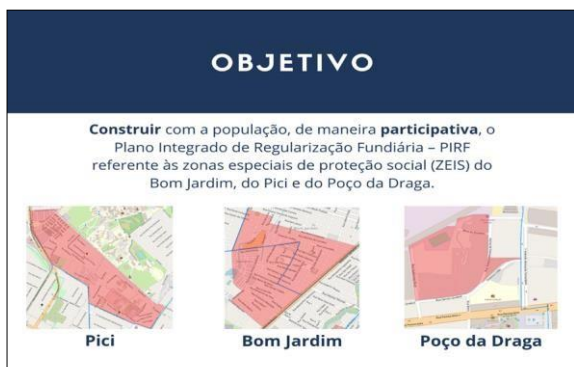 OBJETIVO
Construir com a população, de maneira participativa, o
Plano Integrado de Regularização Fundiária – PIRF
referente às zonas especiais de proteção social (ZEIS) do
Bom Jardim, do Pici e do Poço da Draga.
Pici
Bom Jardim
Poço da Draga